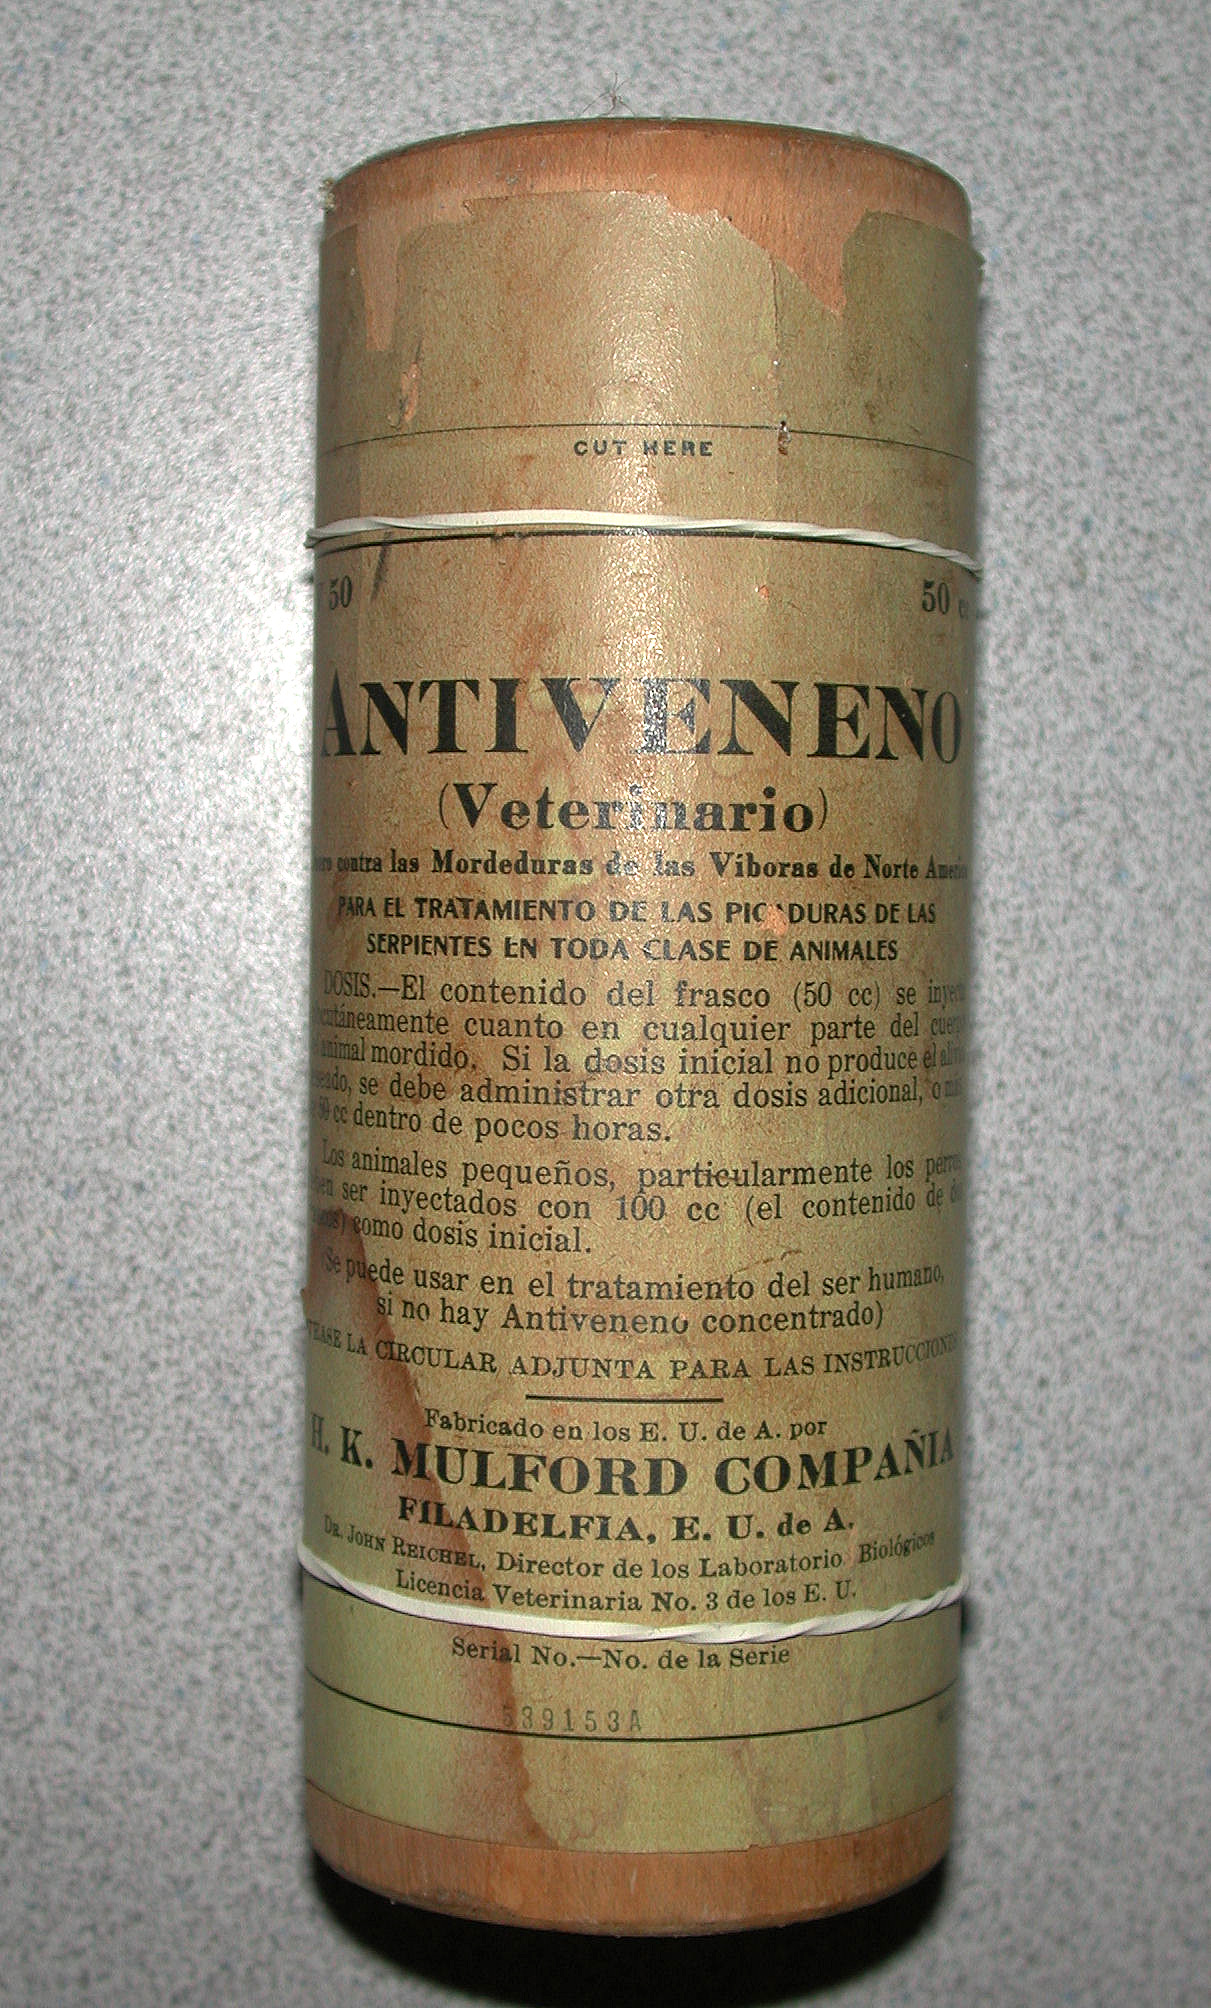 CUT HERE
50 50
ANTIVENENO
(Veterinario)
contra las Mordeduras de las Víboras de Norte
PARA EL TRATAMIENTO DE LAS PICADURAS DE LAS
SERPIENTES EN TODA CLASE DE ANIMALES
DOSIS.—El contenido del frasco (50 cc) se
cuanto en cualquier parte del
animal mordido. Si la dosis inicial no produce el
se debe administrar otra dosis adicional, o
50 cc dentro de pocos horas.
Los animales pequeños, particularmente los
ser inyectados con 100 cc (el contenido de
como dosis inicial.
Se puede usar en el tratamiento del ser humano,
si no hay Antiveneno concentrado)
LA CIRCULAR ADJUNTA PARA LAS INSTRUCCIONES
Fabricado en los E. U. de A. por
H. K. MULFORD COMPAÑIA
FILADELFIA, E. U. de A.
DR. JOHN REICHEL, Director de los Laboratorio Biológicos
Licencia Veterinaria No. 3 de los E. U.
Serial No.—No. de la Serie
539153A